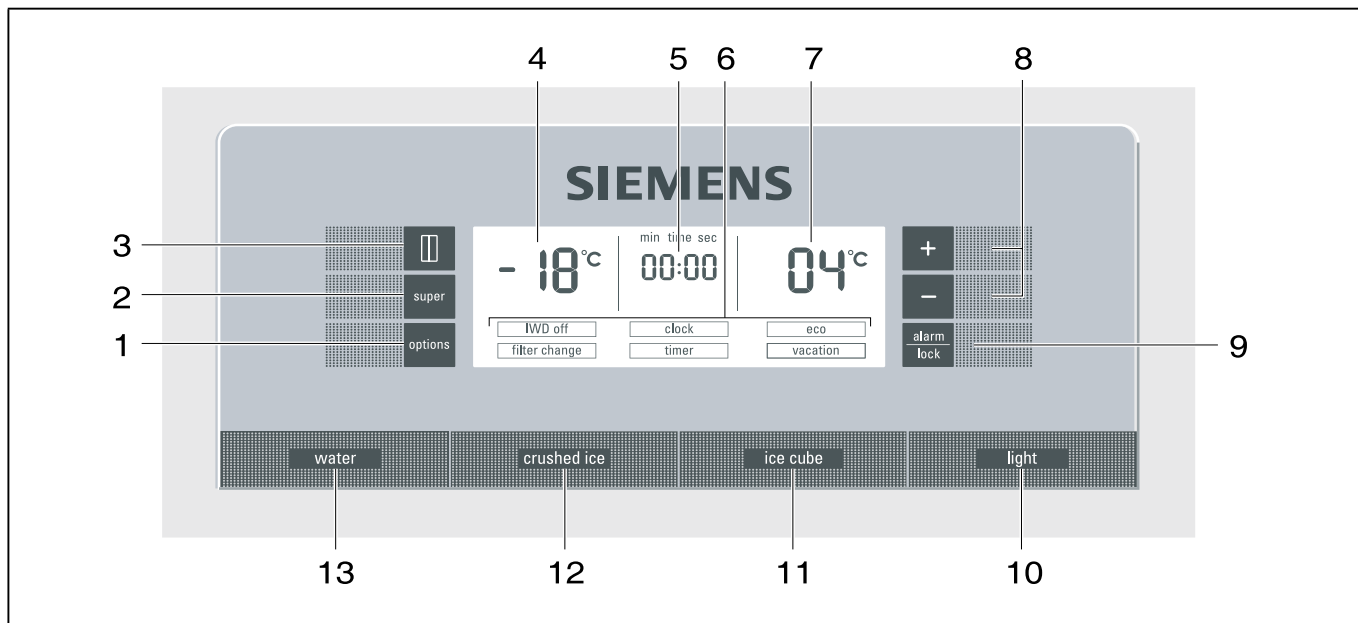 4 5 6 7 8
SIEMENS
3 min time sec +
-18°C 00:00 04°C
2 super −
IWD off clock eco
1 options alarm lock 9
filter change timer vacation
water crushed ice ice cube light
13 12 11 10